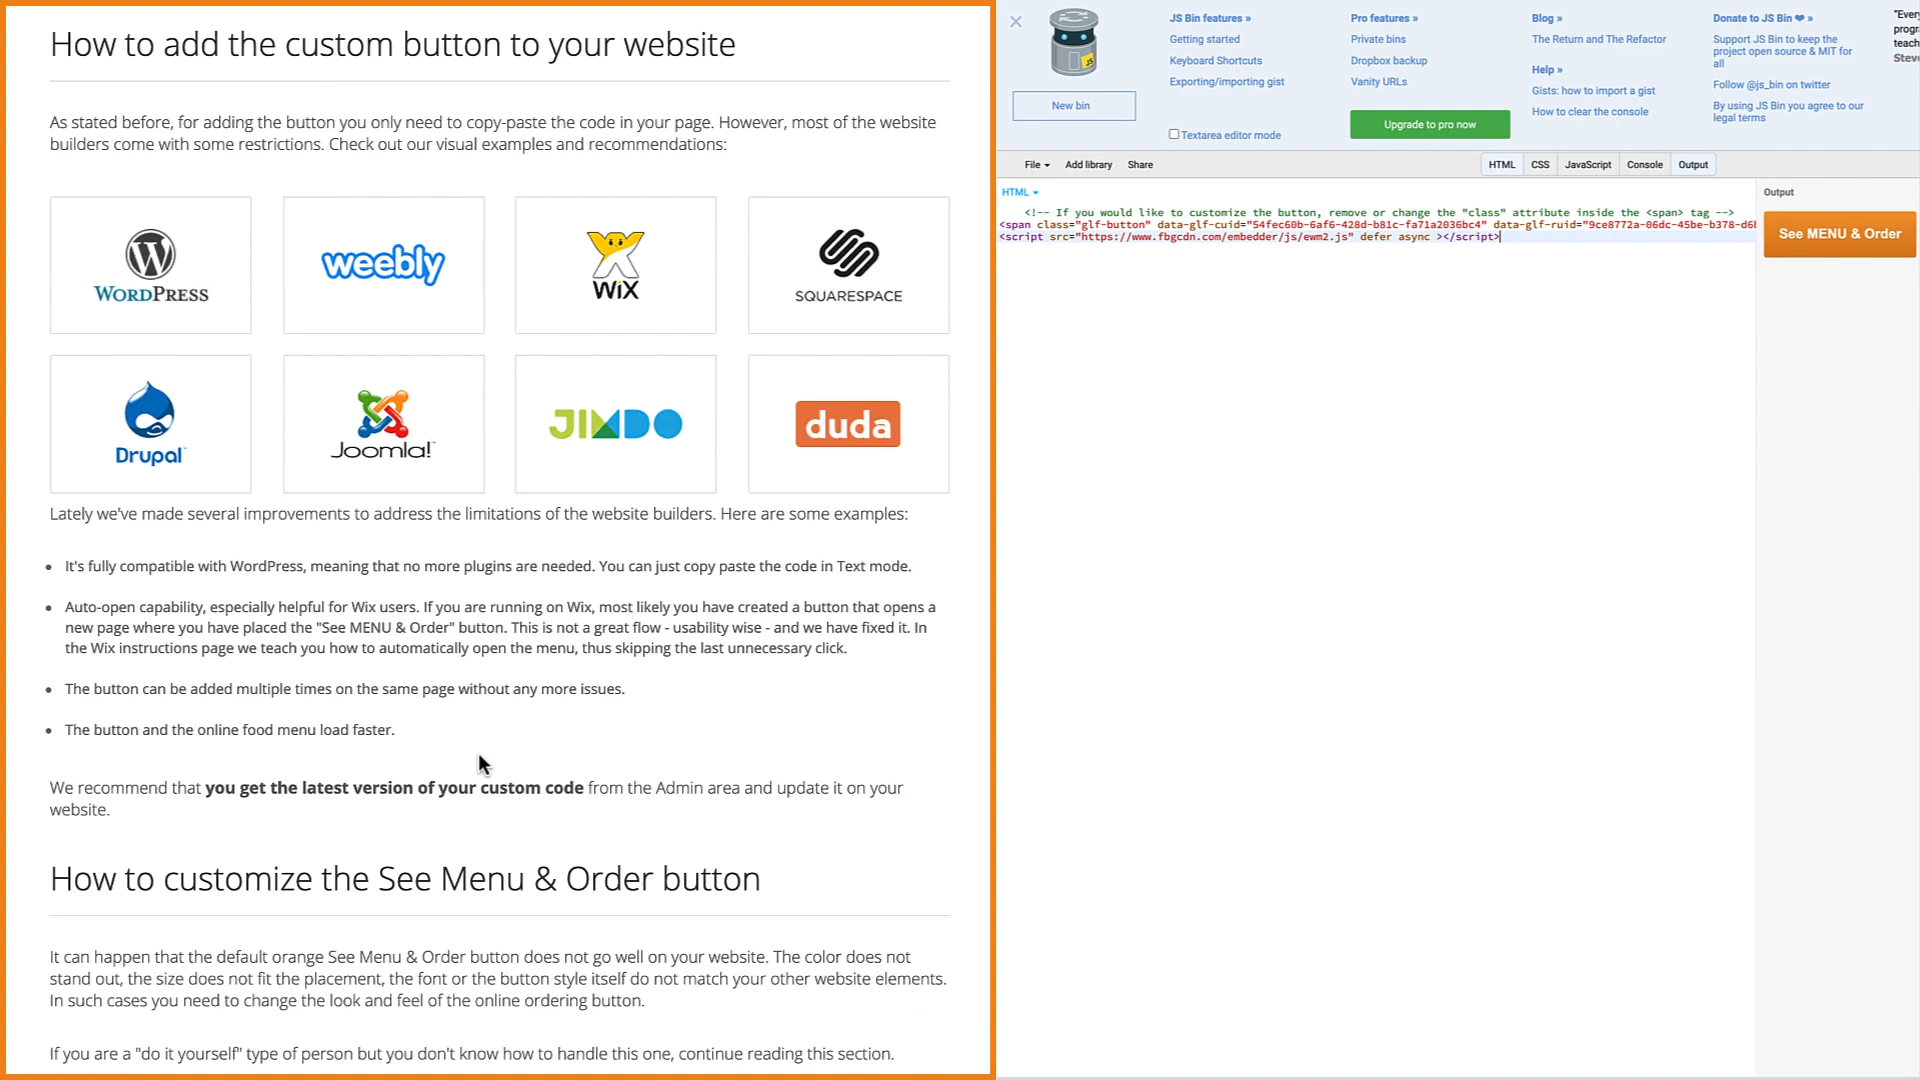 How to add the custom button to your website
As stated before, for adding the button you only need to copy-paste the code in your page. However, most of the website
builders come with some restrictions. Check out our visual examples and recommendations:
WORDPRESS
weebly
WiX
SQUARESPACE
Drupal
Joomla!
JIMDO
duda
Lately we've made several improvements to address the limitations of the website builders. Here are some examples:
• It's fully compatible with WordPress, meaning that no more plugins are needed. You can just copy paste the code in Text mode.
• Auto-open capability, especially helpful for Wix users. If you are running on Wix, most likely you have created a button that opens a
new page where you have placed the "See MENU & Order" button. This is not a great flow - usability wise - and we have fixed it. In
the Wix instructions page we teach you how to automatically open the menu, thus skipping the last unnecessary click.
• The button can be added multiple times on the same page without any more issues.
• The button and the online food menu load faster.
We recommend that you get the latest version of your custom code from the Admin area and update it on your
website.
How to customize the See Menu & Order button
It can happen that the default orange See Menu & Order button does not go well on your website. The color does not
stand out, the size does not fit the placement, the font or the button style itself do not match your other website elements.
In such cases you need to change the look and feel of the online ordering button.
If you are a "do it yourself" type of person but you don't know how to handle this one, continue reading this section.
JS
New bin
JS Bin features »
Getting started
Keyboard Shortcuts
Exporting/importing gist
Textarea editor mode
Pro features »
Private bins
Dropbox backup
Vanity URLs
Upgrade to pro now
Blog »
The Return and The Refactor
Help »
Gists: how to import a gist
How to clear the console
Donate to JS Bin ❤ »
Support JS Bin to keep the
project open source & MIT for
all
Follow @js_bin on twitter
By using JS Bin you agree to our
legal terms
"Every
progr
teach
Steve
File Add library Share
HTML CSS JavaScript Console Output
HTML
<!-- If you would like to customize the button, remove or change the "class" attribute inside the <span> tag -->
<span class="glf-button" data-glf-cuid="54fec60b-6af6-428d-b81c-fa71a2036bc4" data-glf-ruid="9ce8772a-06dc-45be-b378-d6b
<script src="https://www.fbgcdn.com/embedder/js/ewm2.js" defer async ></script>
Output
See MENU & Order